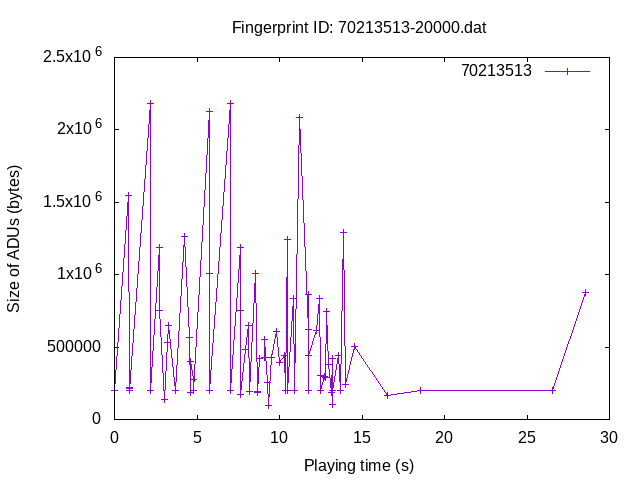 Fingerprint ID: 70213513-20000.dat
70213513
2.5x10 6
2x10 6
1.5x10 6
1x10 6
500000
0
Size of ADUs (bytes)
0 5 10 15 20 25 30
Playing time (s)